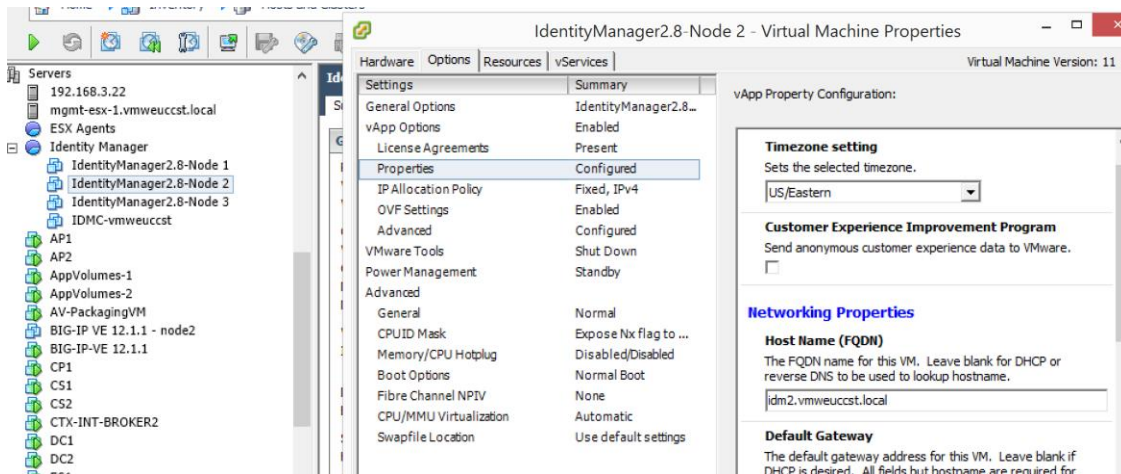 Home
Inventory
Hosts and Clusters
IdentityManager2.8-Node 2 - Virtual Machine Properties
Servers
192.168.3.22
mgmt-esx-1.vmweuccst.local
ESX Agents
Identity Manager
IdentityManager2.8-Node 1
IdentityManager2.8-Node 2
IdentityManager2.8-Node 3
IDMC-vmweuccst
AP1
AP2
AppVolumes-1
AppVolumes-2
AV-PackagingVM
BIG-IP VE 12.1.1 - node2
BIG-IP-VE 12.1.1
CP1
CS1
CS2
CTX-INT-BROKER2
DC1
DC2
Hardware Options Resources vServices
Virtual Machine Version: 11
Settings Summary
General Options IdentityManager2.8...
vApp Options Enabled
License Agreements Present
Properties Configured
IP Allocation Policy Fixed, IPv4
OVF Settings Enabled
Advanced Configured
VMware Tools Shut Down
Power Management Standby
Advanced
General Normal
CPUID Mask Expose Nx flag to ...
Memory/CPU Hotplug Disabled/Disabled
Boot Options Normal Boot
Fibre Channel NPIV None
CPU/MMU Virtualization Automatic
Swapfile Location Use default settings
vApp Property Configuration:
Timezone setting
Sets the selected timezone.
US/Eastern
Customer Experience Improvement Program
Send anonymous customer experience data to VMware.
Networking Properties
Host Name (FQDN)
The FQDN name for this VM. Leave blank for DHCP or
reverse DNS to be used to lookup hostname.
idm2.vmweuccst.local
Default Gateway
The default gateway address for this VM. Leave blank if
DHCP is desired. All fields but hostname are required for